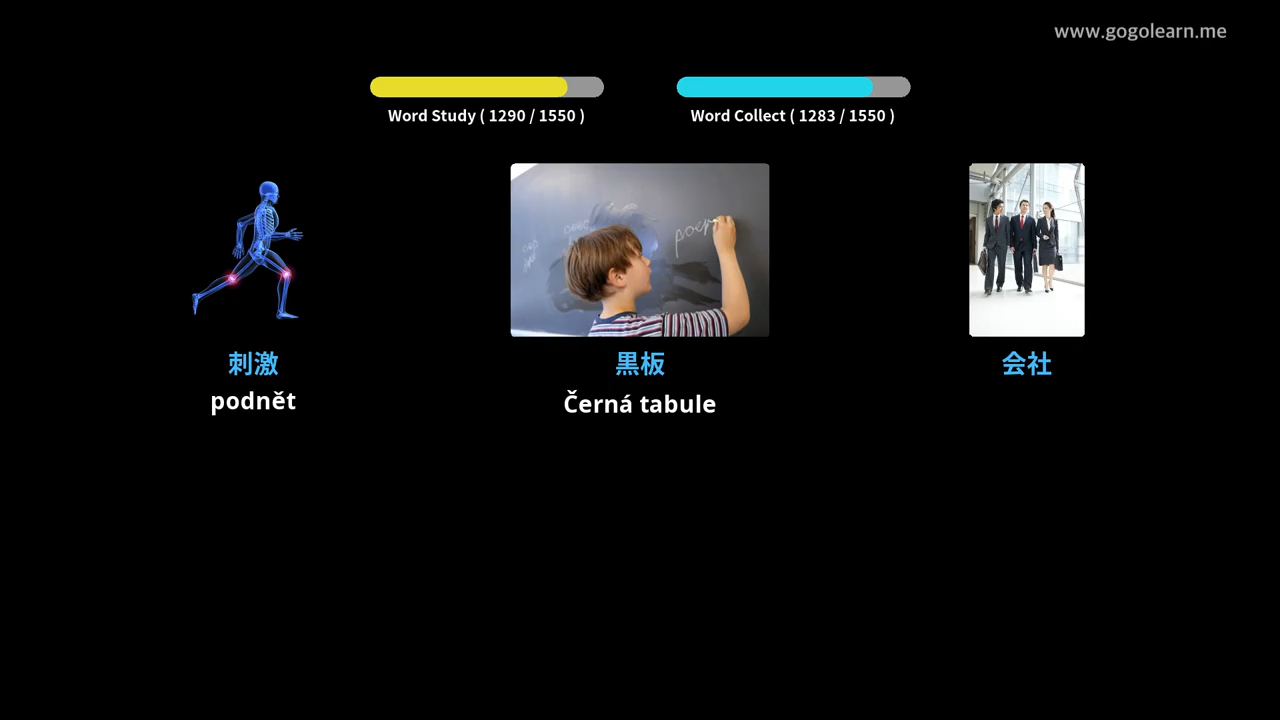 www.gogolearn.me
Word Study ( 1290 / 1550 )
Word Collect ( 1283 / 1550 )
刺激
podnět
黒板
Černá tabule
会社